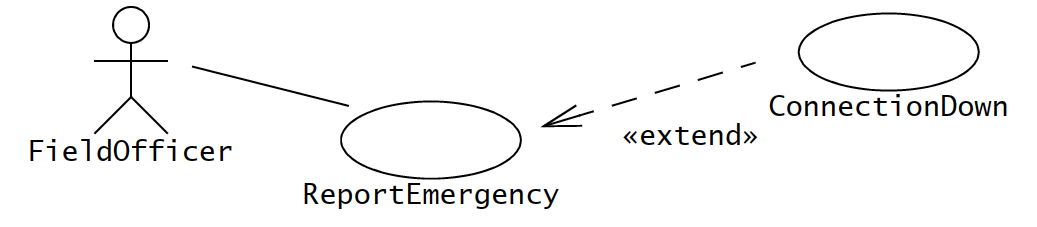 FieldOfficer
ReportEmergency
«extend»
ConnectionDown